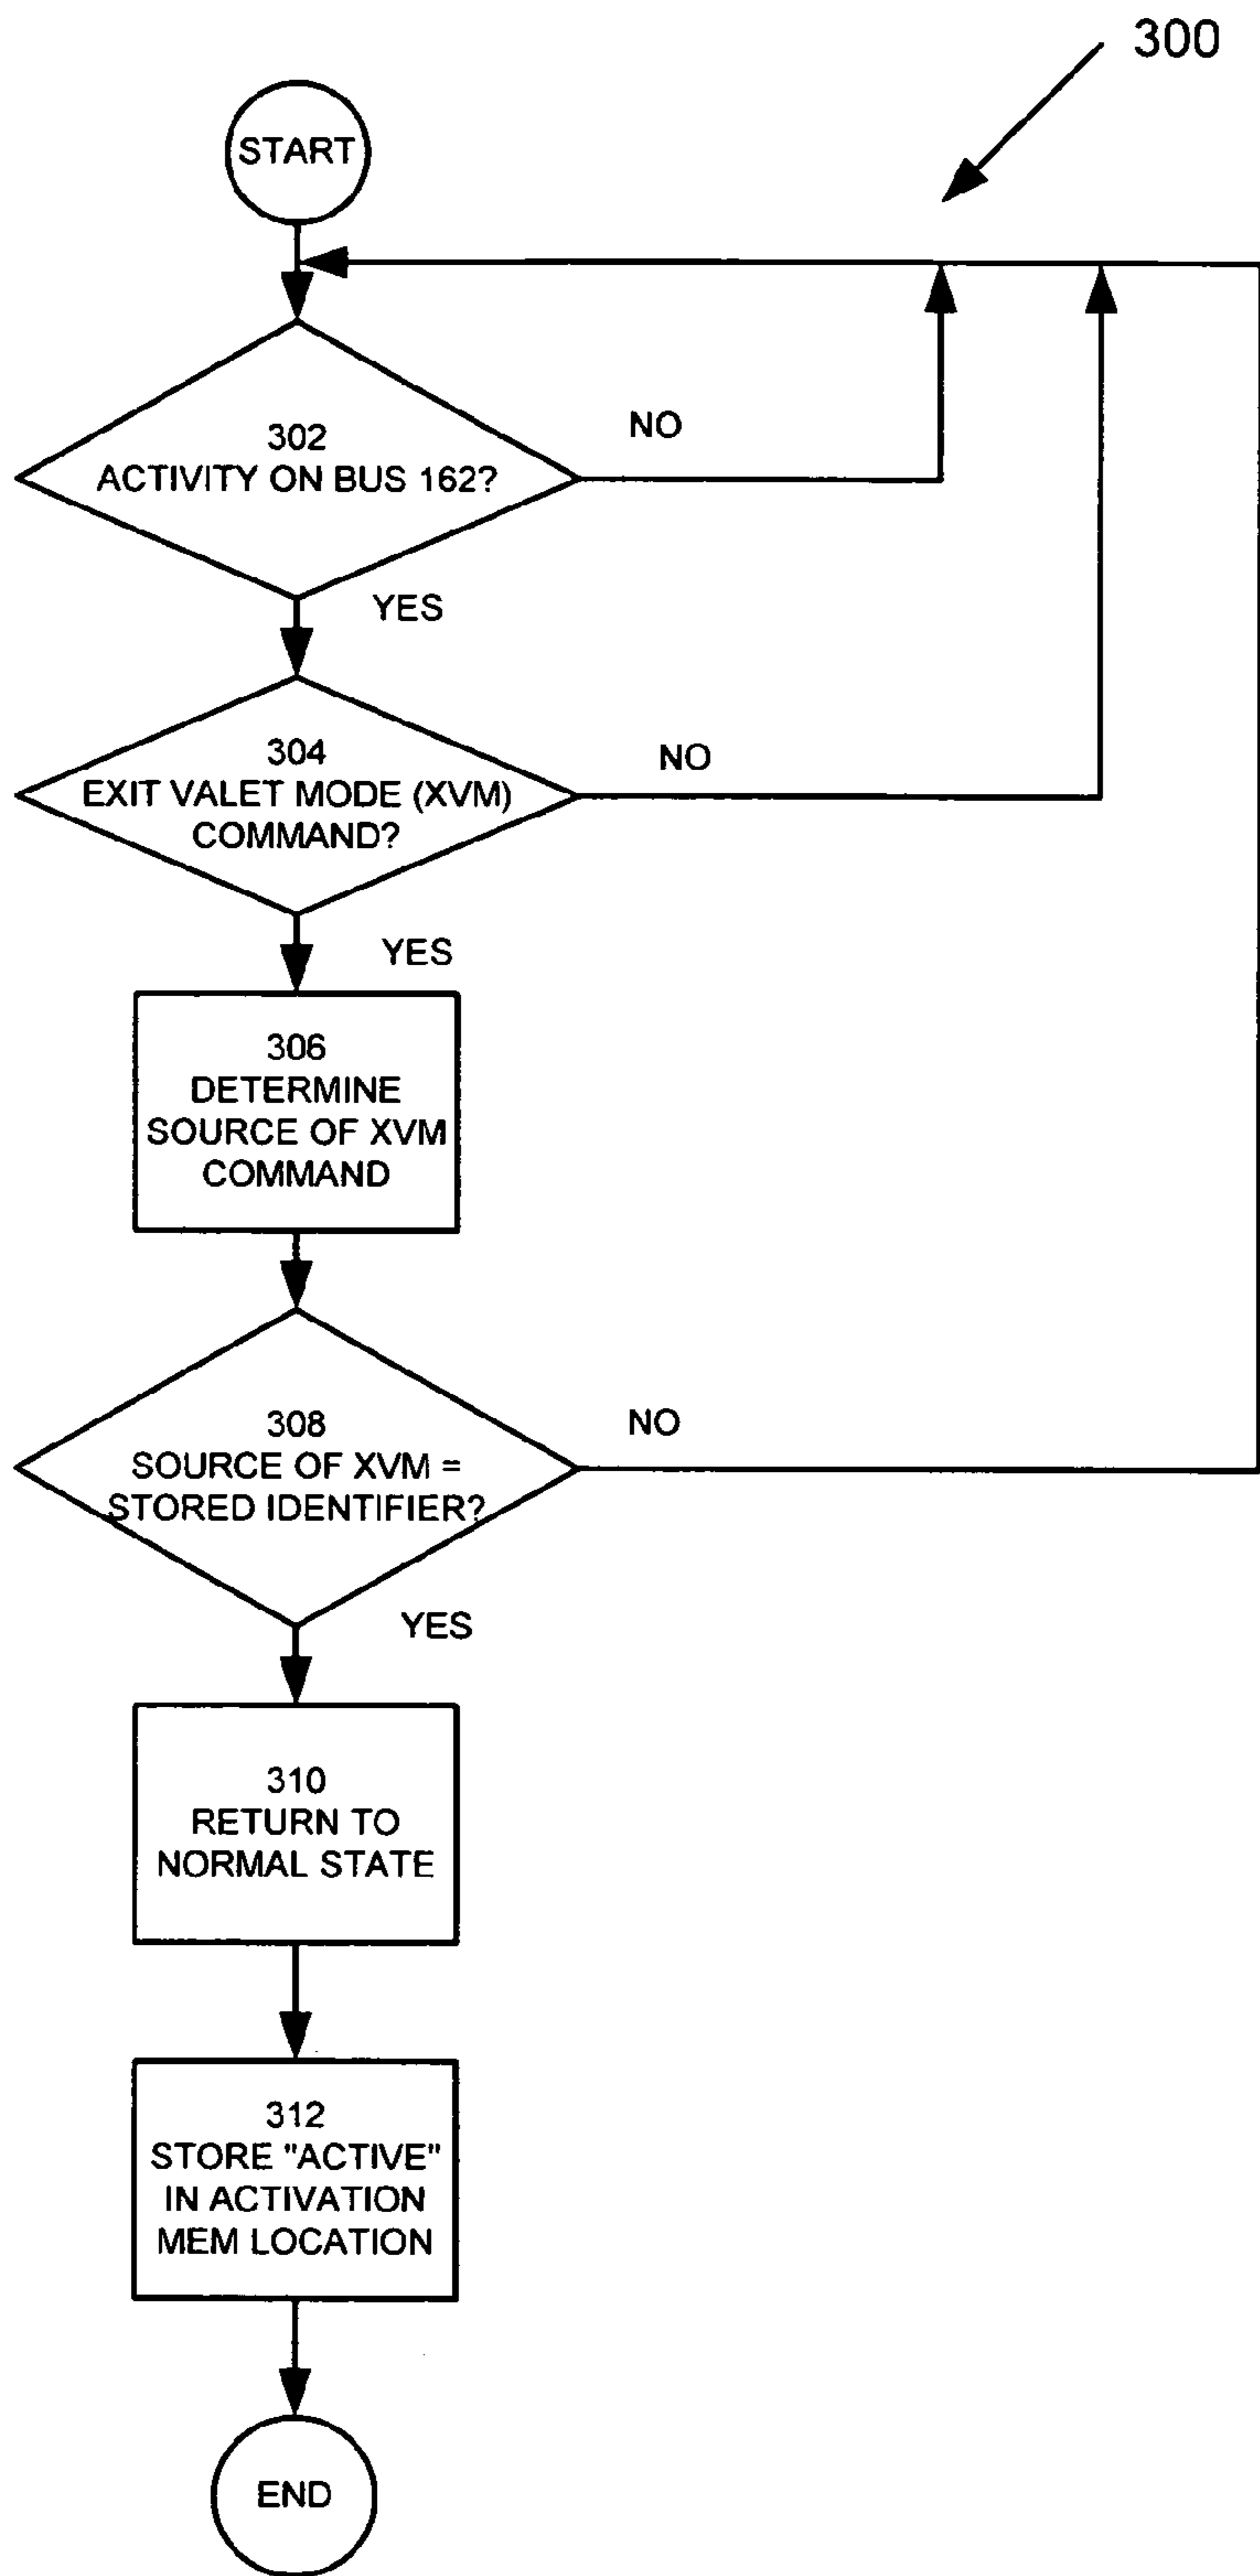 300
START
302
ACTIVITY ON BUS 162?
NO
YES
304
EXIT VALET MODE (XVM)
COMMAND?
NO
YES
306
DETERMINE
SOURCE OF XVM
COMMAND
308
SOURCE OF XVM =
STORED IDENTIFIER?
NO
YES
310
RETURN TO
NORMAL STATE
312
STORE "ACTIVE"
IN ACTIVATION
MEM LOCATION
END